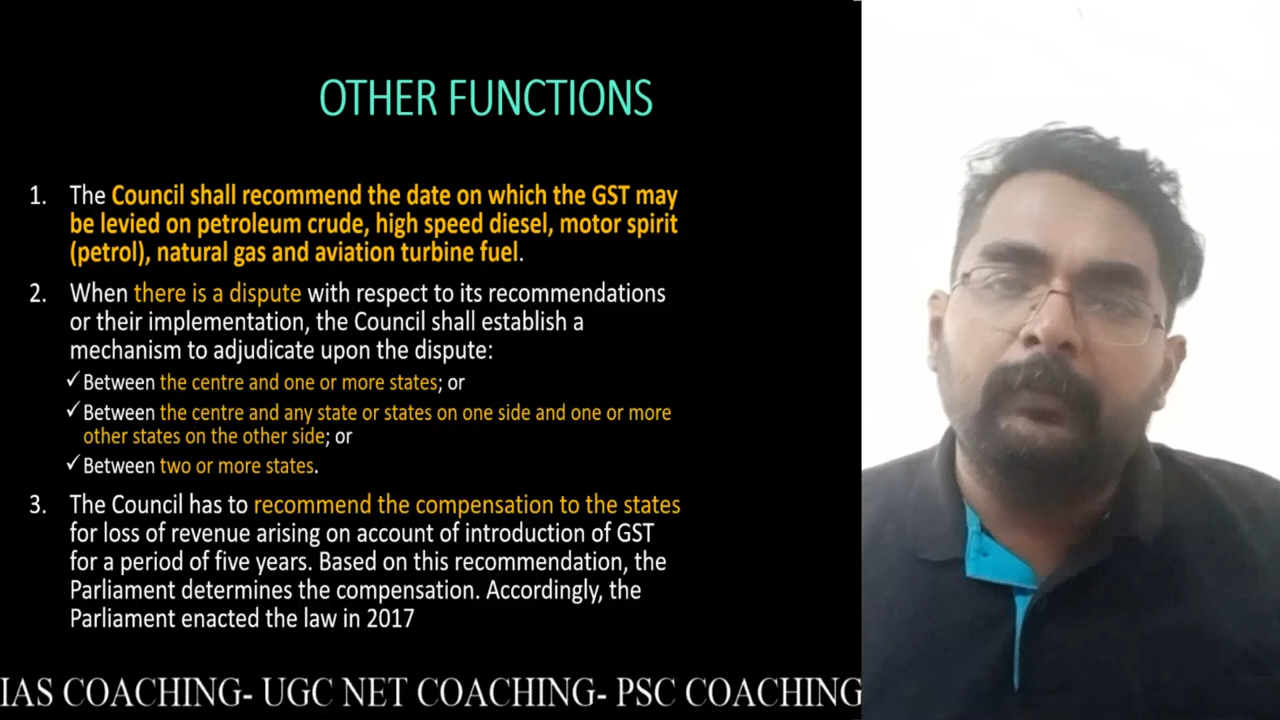 OTHER FUNCTIONS
1. The Council shall recommend the date on which the GST may
be levied on petroleum crude, high speed diesel, motor spirit
(petrol), natural gas and aviation turbine fuel.
2. When there is a dispute with respect to its recommendations
or their implementation, the Council shall establish a
mechanism to adjudicate upon the dispute:
✓Between the centre and one or more states; or
✓Between the centre and any state or states on one side and one or more
other states on the other side; or
✓Between two or more states.
3. The Council has to recommend the compensation to the states
for loss of revenue arising on account of introduction of GST
for a period of five years. Based on this recommendation, the
Parliament determines the compensation. Accordingly, the
Parliament enacted the law in 2017
IAS COACHING- UGC NET COACHING- PSC COACHING